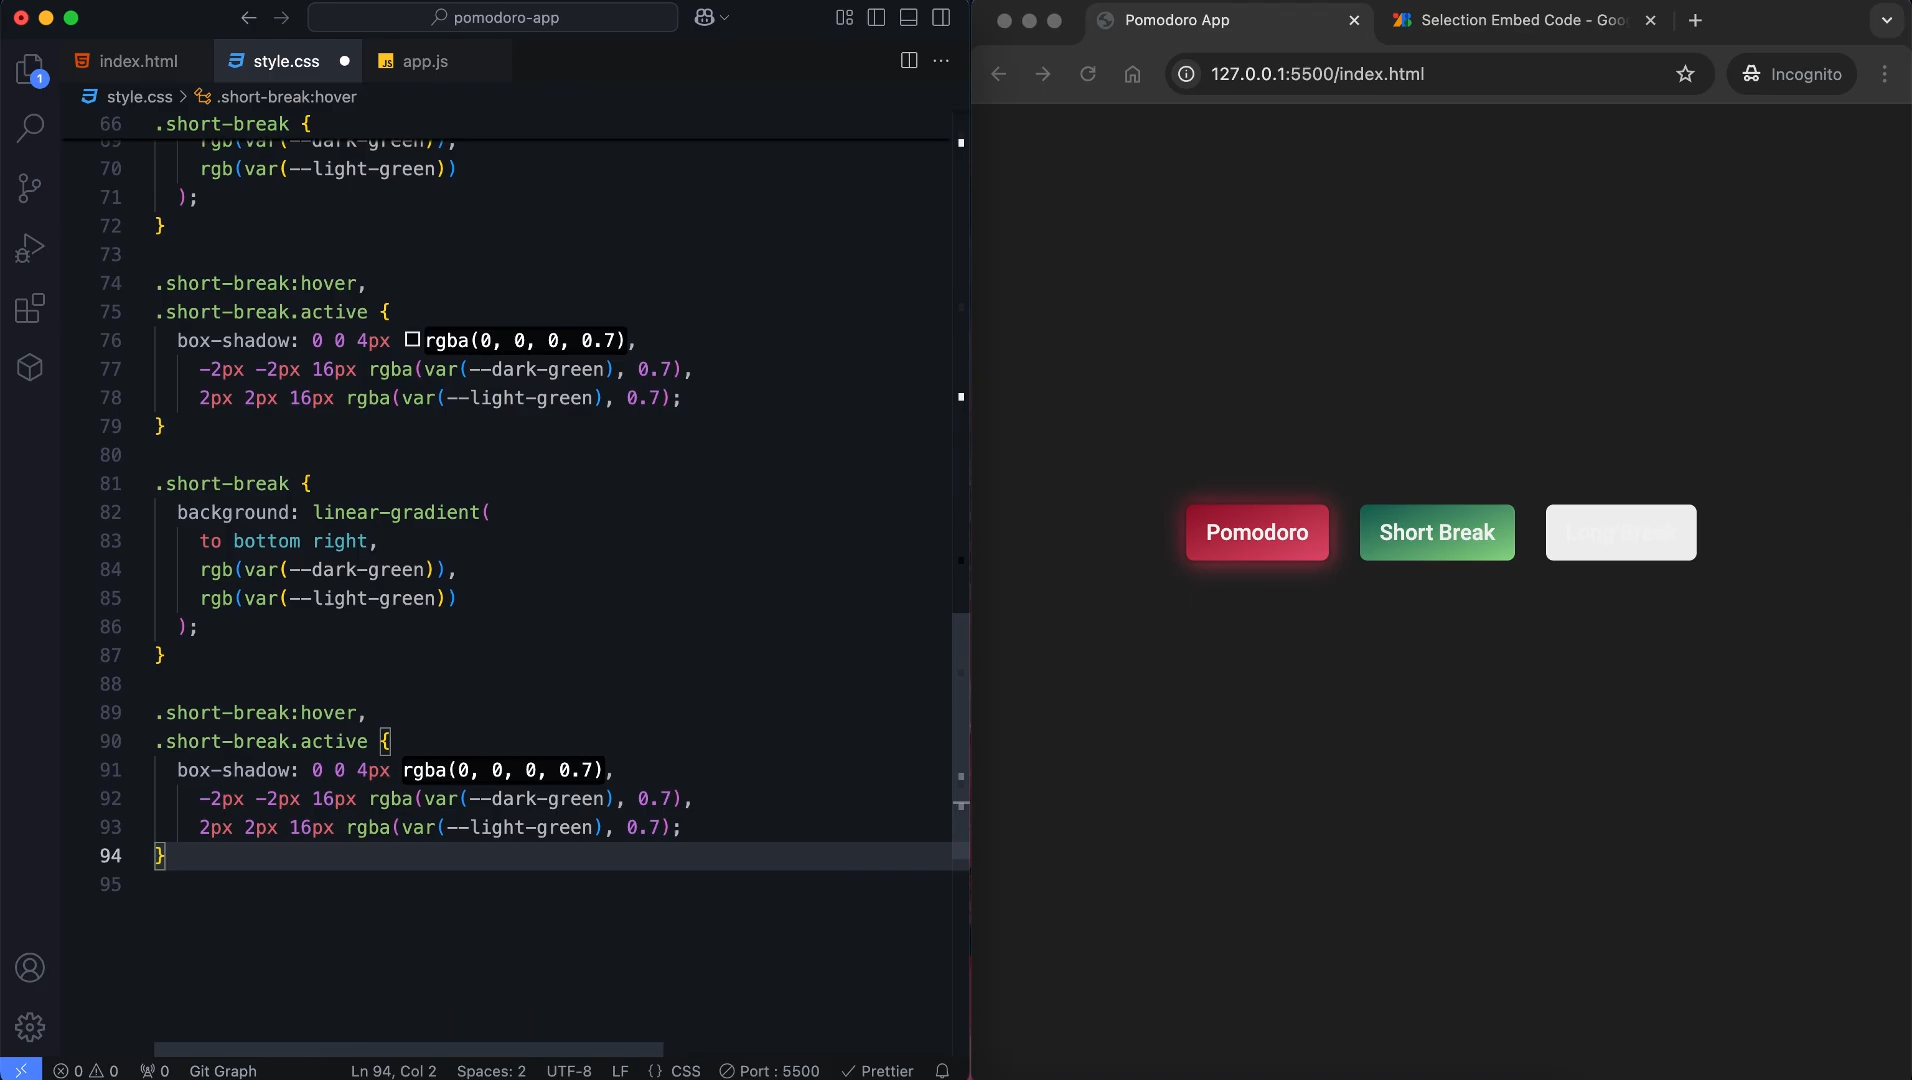 pomodoro-app
index.html
style.css
app.js
style.css > .short-break:hover
1
66 .short-break {
69 rgb(var(--dark-green)),
70 rgb(var(--light-green))
71 );
72 }
73
74 .short-break:hover,
75 .short-break.active {
76 box-shadow: 0 0 4px rgba(0, 0, 0, 0.7),
77 -2px -2px 16px rgba(var(--dark-green), 0.7),
78 2px 2px 16px rgba(var(--light-green), 0.7);
79 }
80
81 .short-break {
82 background: linear-gradient(
83 to bottom right,
84 rgb(var(--dark-green)),
85 rgb(var(--light-green))
86 );
87 }
88
89 .short-break:hover,
90 .short-break.active {
91 box-shadow: 0 0 4px rgba(0, 0, 0, 0.7),
92 -2px -2px 16px rgba(var(--dark-green), 0.7),
93 2px 2px 16px rgba(var(--light-green), 0.7);
94 }
95
0 0 0 Git Graph Ln 94, Col 2 Spaces: 2 UTF-8 LF {} CSS Port : 5500 Prettier
Pomodoro App
Selection Embed Code - Goo
127.0.0.1:5500/index.html
Incognito
Pomodoro
Short Break
Long Break